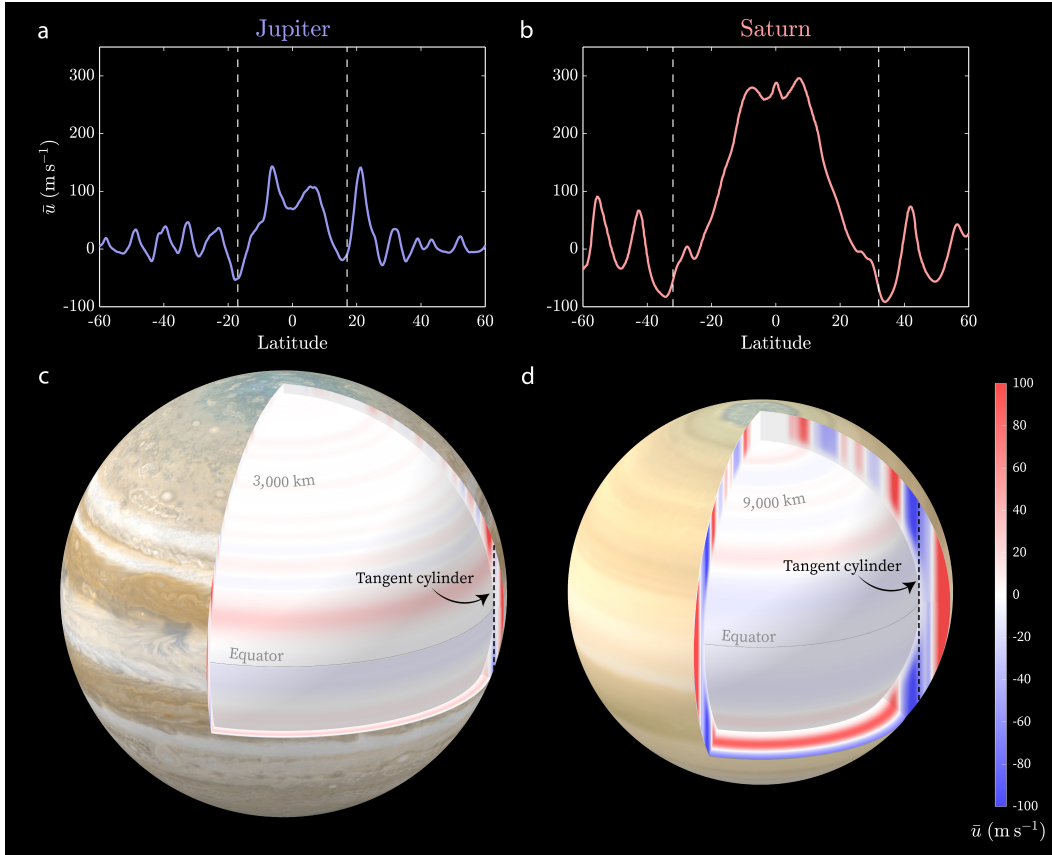 a
Jupiter
b
Saturn
300
200
100
0
-100
ū (m s⁻¹)
-60
-40
-20
0
20
40
60
Latitude
300
200
100
0
-100
-60
-40
-20
0
20
40
60
Latitude
c
3,000 km
Tangent cylinder
Equator
d
9,000 km
Tangent cylinder
Equator
100
80
60
40
20
0
-20
-40
-60
-80
-100
ū (m s⁻¹)